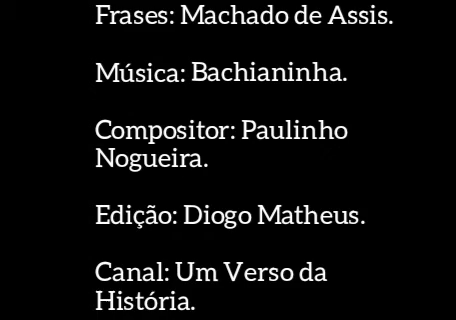 Frases: Machado de Assis.
Música: Bachianinha.
Compositor: Paulinho
Nogueira.
Edição: Diogo Matheus.
Canal: Um Verso da
História.